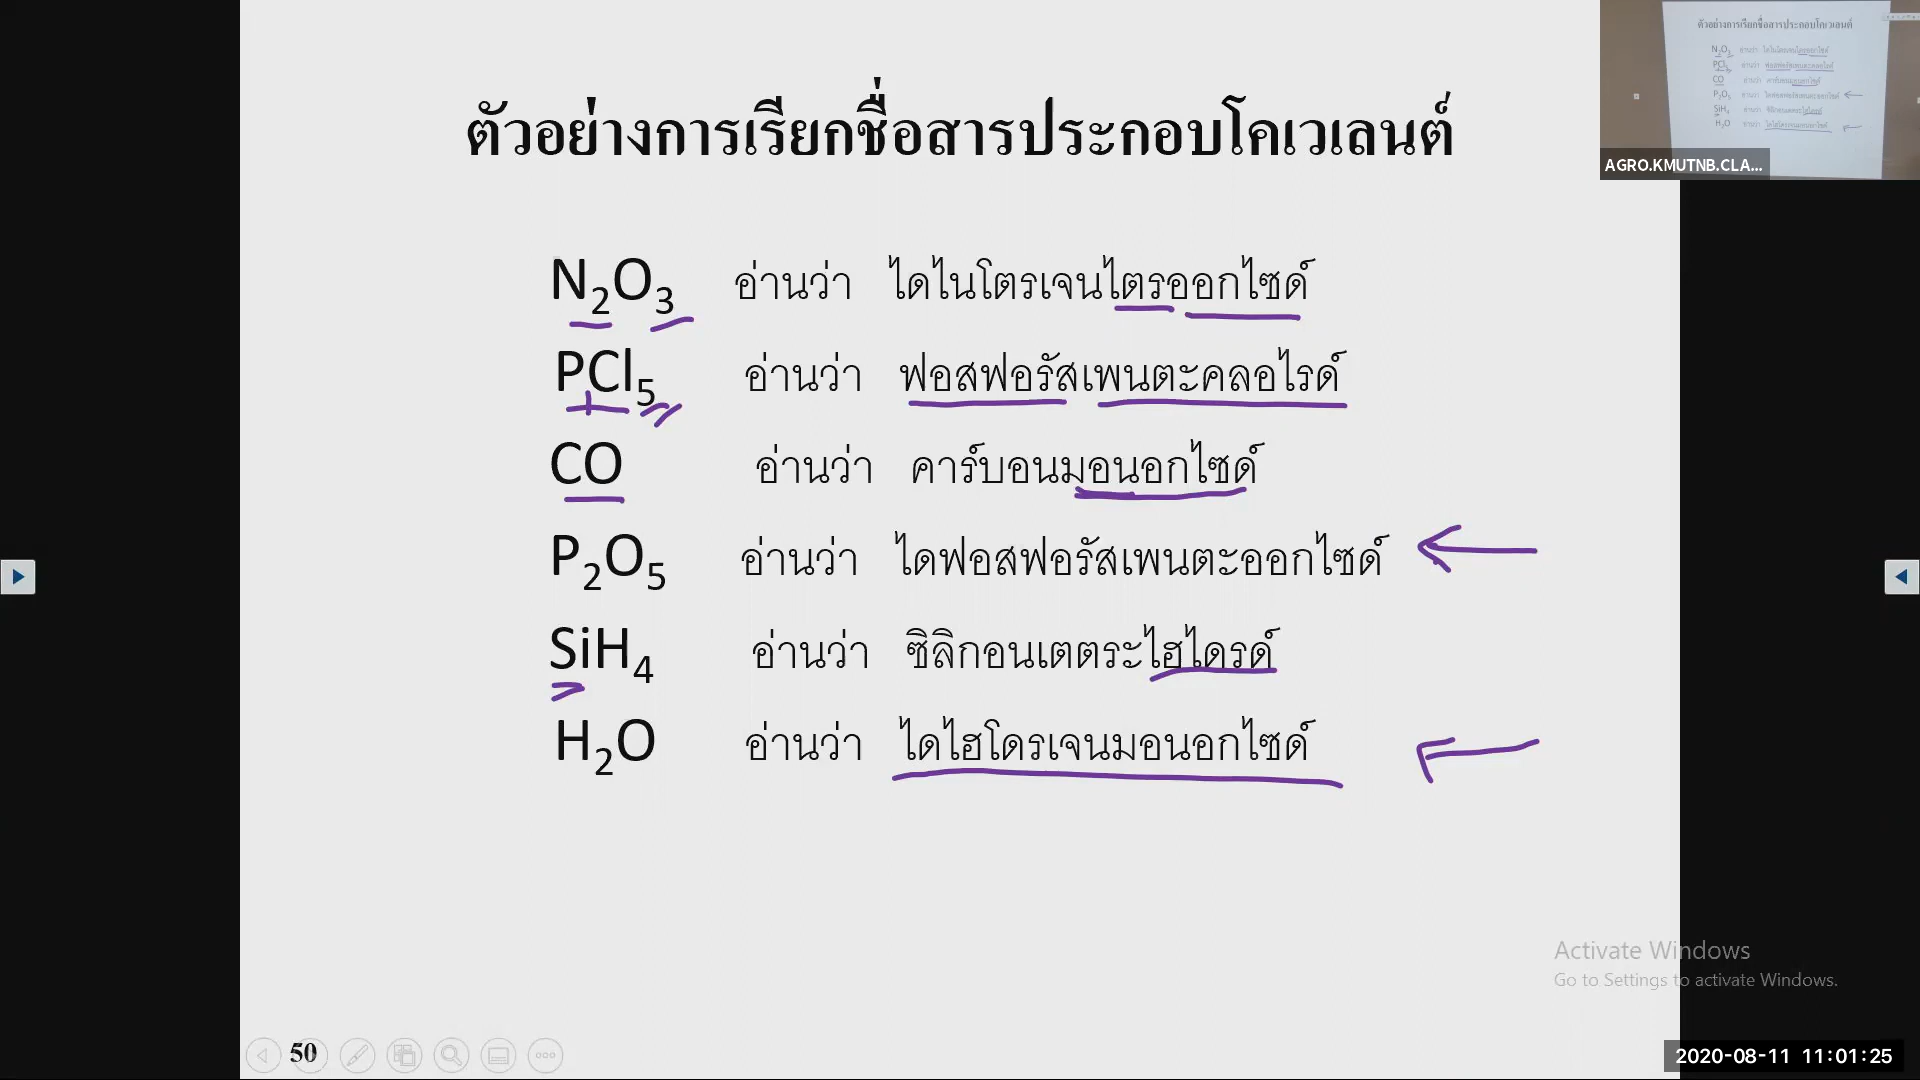 ตัวอย่างการเรียกชื่อสารประกอบโคเวเลนต์
N₂O₃ อ่านว่า ไดไนโตรเจนไตรออกไซด์
PCl₅ อ่านว่า ฟอสฟอรัสเพนตะคลอไรด์
CO อ่านว่า คาร์บอนมอนอกไซด์
P₂O₅ อ่านว่า ไดฟอสฟอรัสเพนตะออกไซด์
SiH₄ อ่านว่า ซิลิกอนเตตระไฮไดรด์
H₂O อ่านว่า ไดไฮโดรเจนมอนอกไซด์
AGRO.KMUTNB.CLA...
Activate Windows
Go to Settings to activate Windows.
50
2020-08-11 11:01:25